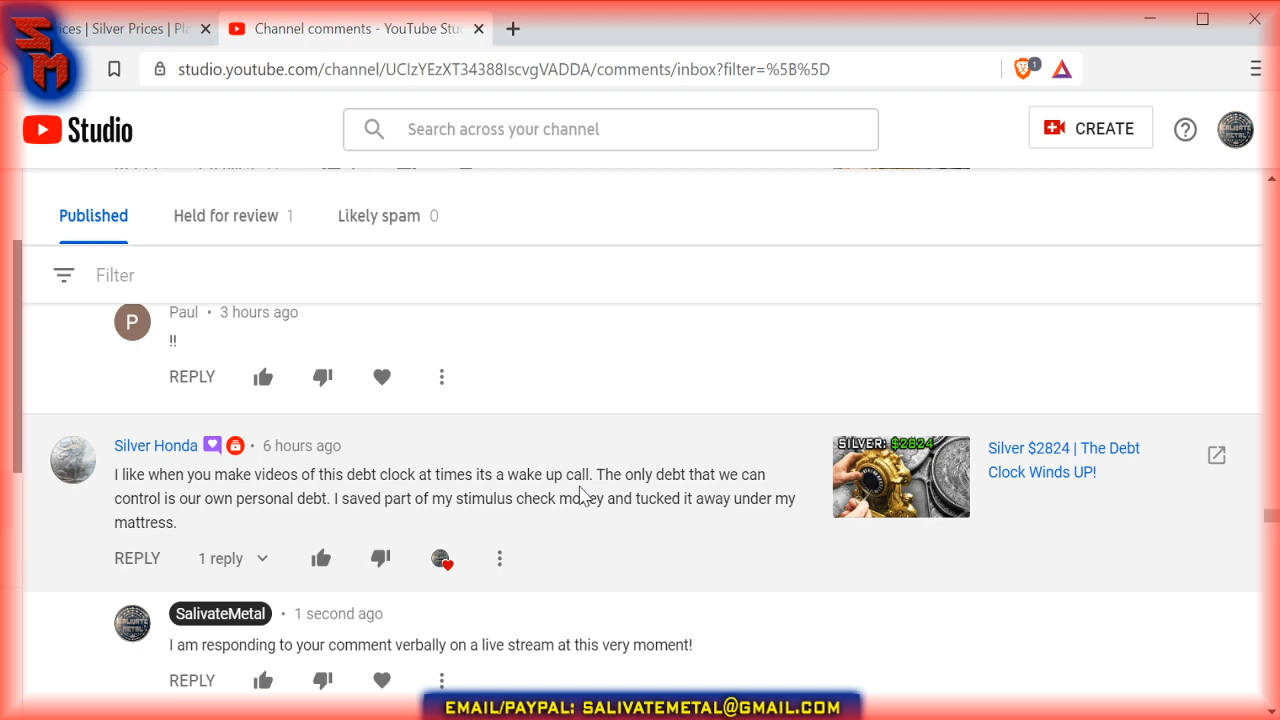 SM
ices | Silver Prices | Pla
Channel comments - YouTube Stu
studio.youtube.com/channel/UCIzYEzXT34388IscvgVADDA/comments/inbox?filter=%5B%5D
1
Studio
Search across your channel
CREATE
Published
Held for review 1
Likely spam 0
Filter
P
Paul • 3 hours ago
!!
REPLY
Silver Honda • 6 hours ago
I like when you make videos of this debt clock at times its a wake up call. The only debt that we can
control is our own personal debt. I saved part of my stimulus check money and tucked it away under my
mattress.
REPLY 1 reply
SILVER: $2824
Silver $2824 | The Debt
Clock Winds UP!
SalivateMetal • 1 second ago
I am responding to your comment verbally on a live stream at this very moment!
REPLY
EMAIL/PAYPAL: SALIVATEMETAL@GMAIL.COM